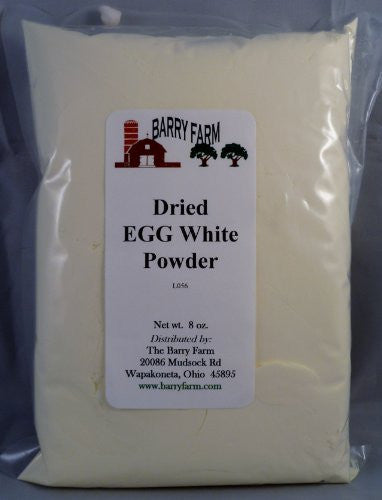 BARRY FARM
Dried
EGG White
Powder
L056
Net wt. 8 oz.
Distributed by:
The Barry Farm
20086 Mudsock Rd
Wapakoneta, Ohio 45895
www.barryfarm.com